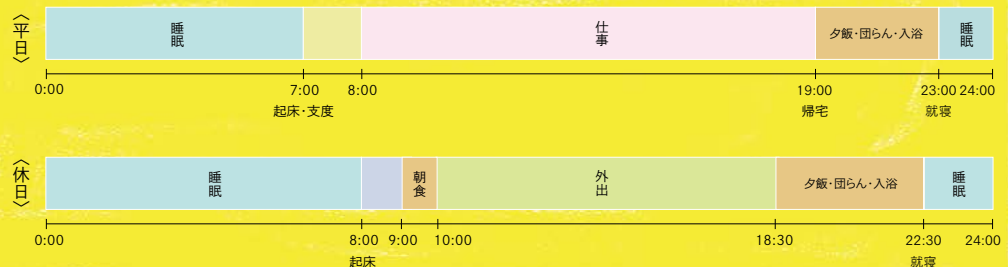 〈平日〉
睡眠
仕事
夕飯・団らん・入浴
睡眠
0:00 7:00 8:00 19:00 23:00 24:00
起床・支度 帰宅 就寝
〈休日〉
睡眠
朝食
外出
夕飯・団らん・入浴
睡眠
0:00 8:00 9:00 10:00 18:30 22:30 24:00
起床 就寝